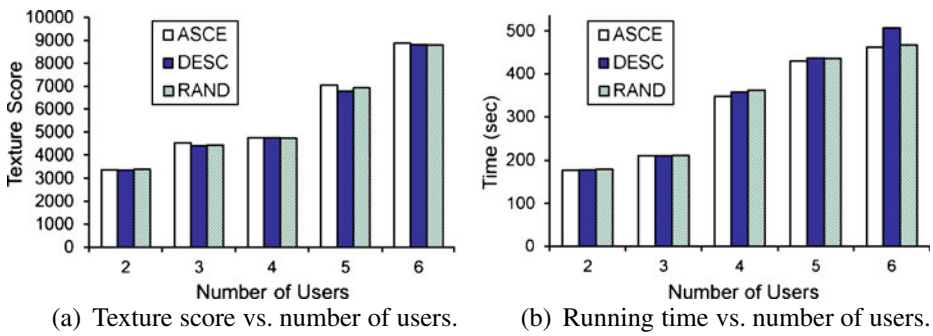 10000
9000
8000
7000
6000
5000
4000
3000
2000
1000
0
Texture Score
ASCE
DESC
RAND
2 3 4 5 6
Number of Users
(a) Texture score vs. number of users.
500
400
300
200
100
0
Time (sec)
ASCE
DESC
RAND
2 3 4 5 6
Number of Users
(b) Running time vs. number of users.